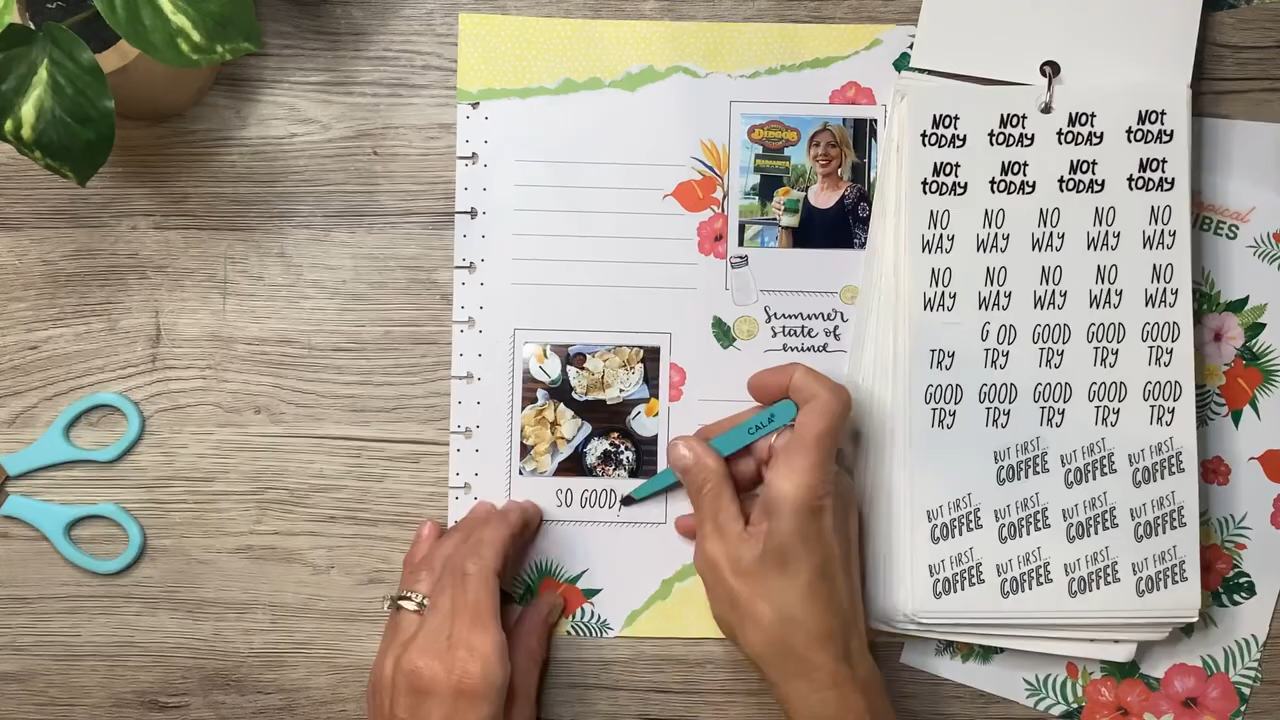 DIEGO'S
MARGARITA
Summer
state of
mind
SO GOOD!
CALA
NOT NOT NOT NOT
TODAY TODAY TODAY TODAY
NOT NOT NOT NOT
TODAY TODAY TODAY TODAY
NO NO NO NO NO
WAY WAY WAY WAY WAY
NO NO NO NO NO
WAY WAY WAY WAY WAY
G OD GOOD GOOD GOOD
TRY TRY TRY TRY TRY
GOOD GOOD GOOD GOOD GOOD
TRY TRY TRY TRY TRY
BUT FIRST... BUT FIRST... BUT FIRST...
COFFEE COFFEE COFFEE
BUT FIRST... BUT FIRST... BUT FIRST... BUT FIRST...
COFFEE COFFEE COFFEE COFFEE
BUT FIRST... BUT FIRST... BUT FIRST... BUT FIRST...
COFFEE COFFEE COFFEE COFFEE